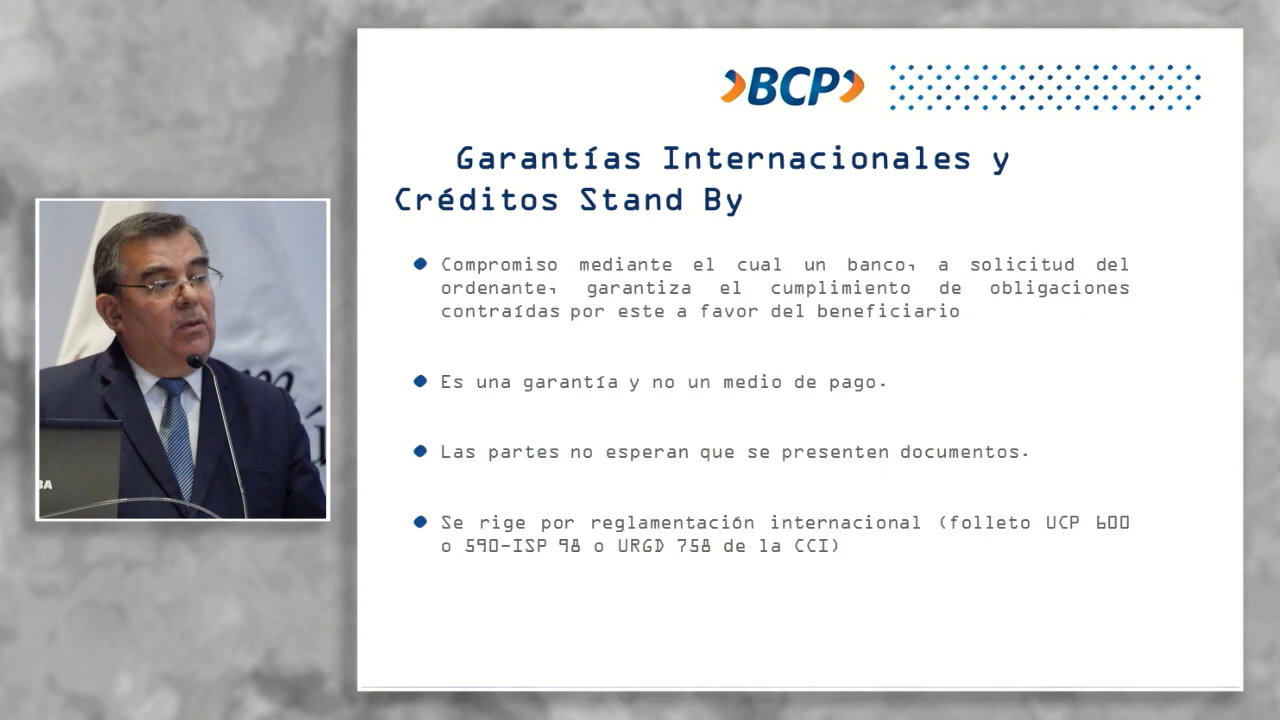 BCP
Garantías Internacionales y
Créditos Stand By
Compromiso mediante el cual un banco, a solicitud del
ordenante, garantiza el cumplimiento de obligaciones
contraídas por este a favor del beneficiario
Es una garantía y no un medio de pago.
Las partes no esperan que se presenten documentos.
Se rige por reglamentación internacional (folleto UCP 600
o 590-ISP 98 o URGD 758 de la CCI)
BA